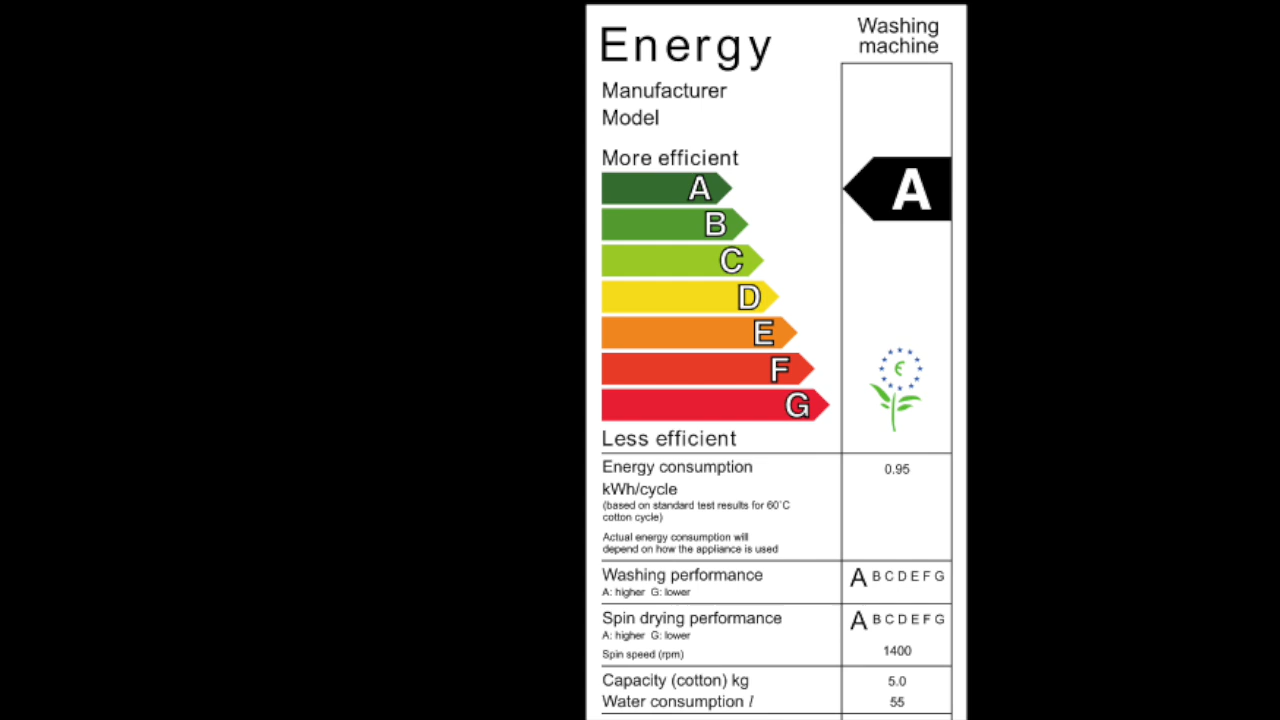 Energy
Washing
machine
Manufacturer
Model
More efficient
A
A
B
C
D
E
F
G
Less efficient
Energy consumption 0.95
kWh/cycle
(based on standard test results for 60°C
cotton cycle)
Actual energy consumption will
depend on how the appliance is used
Washing performance A B C D E F G
A: higher G: lower
Spin drying performance A B C D E F G
A: higher G: lower
Spin speed (rpm) 1400
Capacity (cotton) kg 5.0
Water consumption l 55